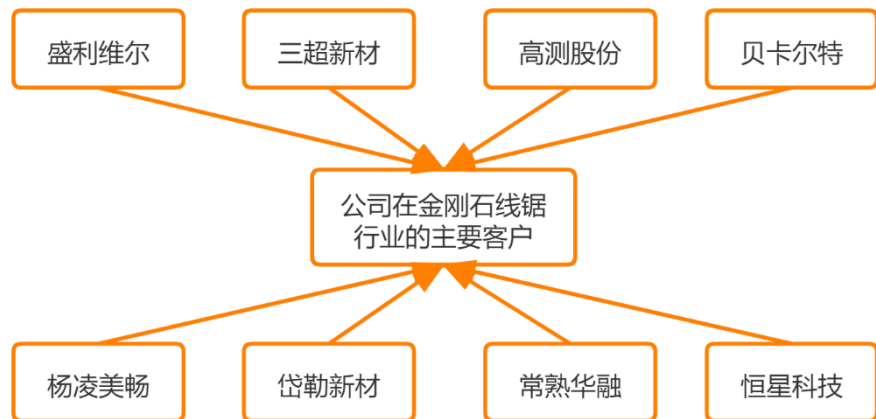 盛利维尔
三超新材
高测股份
贝卡尔特
公司在金刚石线锯
行业的主要客户
杨凌美畅
岱勒新材
常熟华融
恒星科技